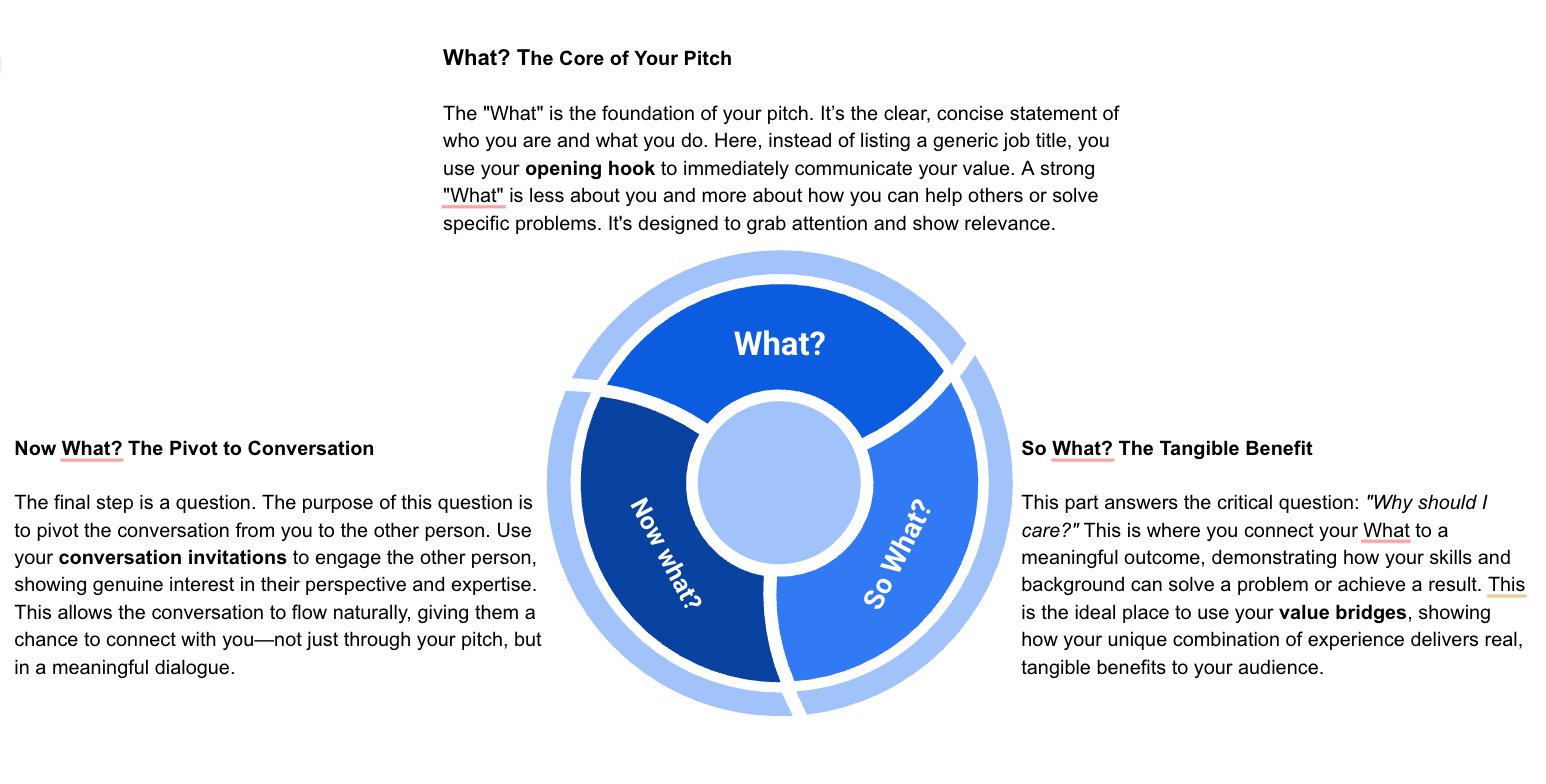 What? The Core of Your Pitch
The "What" is the foundation of your pitch. It’s the clear, concise statement of
who you are and what you do. Here, instead of listing a generic job title, you
use your opening hook to immediately communicate your value. A strong
"What" is less about you and more about how you can help others or solve
specific problems. It's designed to grab attention and show relevance.
What?
So What?
Now what?
So What? The Tangible Benefit
This part answers the critical question: "Why should I
care?" This is where you connect your What to a
meaningful outcome, demonstrating how your skills and
background can solve a problem or achieve a result. This
is the ideal place to use your value bridges, showing
how your unique combination of experience delivers real,
tangible benefits to your audience.
Now What? The Pivot to Conversation
The final step is a question. The purpose of this question is
to pivot the conversation from you to the other person. Use
your conversation invitations to engage the other person,
showing genuine interest in their perspective and expertise.
This allows the conversation to flow naturally, giving them a
chance to connect with you—not just through your pitch, but
in a meaningful dialogue.